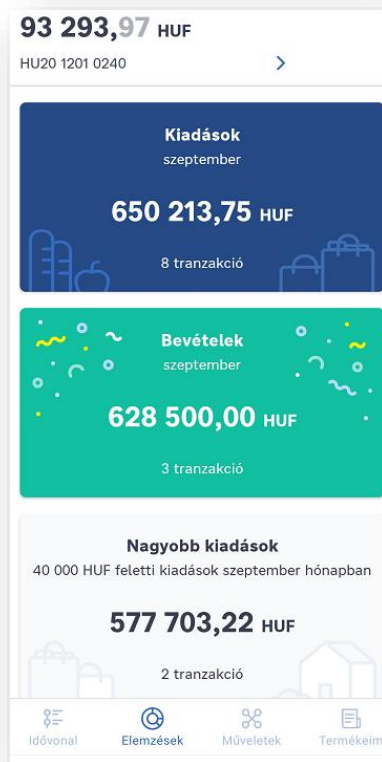 93 293,97 HUF
HU20 1201 0240
Kiadások
szeptember
650 213,75 HUF
8 tranzakció
Bevételek
szeptember
628 500,00 HUF
3 tranzakció
Nagyobb kiadások
40 000 HUF feletti kiadások szeptember hónapban
577 703,22 HUF
2 tranzakció
Idővonal Elemzések Műveletek Termékeim